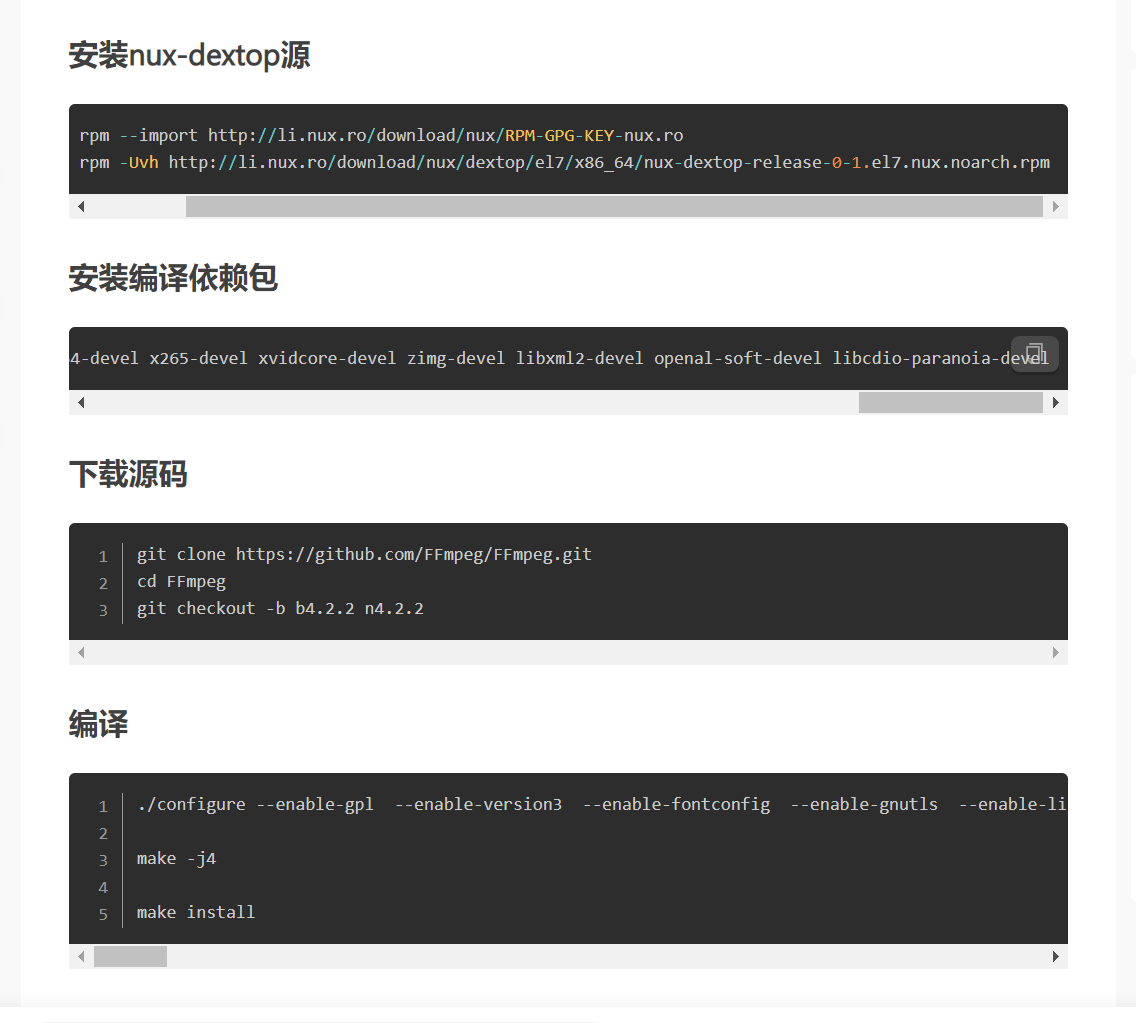 安装nux-dextop源
rpm --import http://li.nux.ro/download/nux/RPM-GPG-KEY-nux.ro
rpm -Uvh http://li.nux.ro/download/nux/dextop/el7/x86_64/nux-dextop-release-0-1.el7.nux.noarch.rpm
安装编译依赖包
4-devel x265-devel xvidcore-devel zimg-devel libxml2-devel openal-soft-devel libcdio-paranoia-devel
下载源码
1 git clone https://github.com/FFmpeg/FFmpeg.git
2 cd FFmpeg
3 git checkout -b b4.2.2 n4.2.2
编译
1 ./configure --enable-gpl  --enable-version3  --enable-fontconfig  --enable-gnutls  --enable-li
2
3 make -j4
4
5 make install